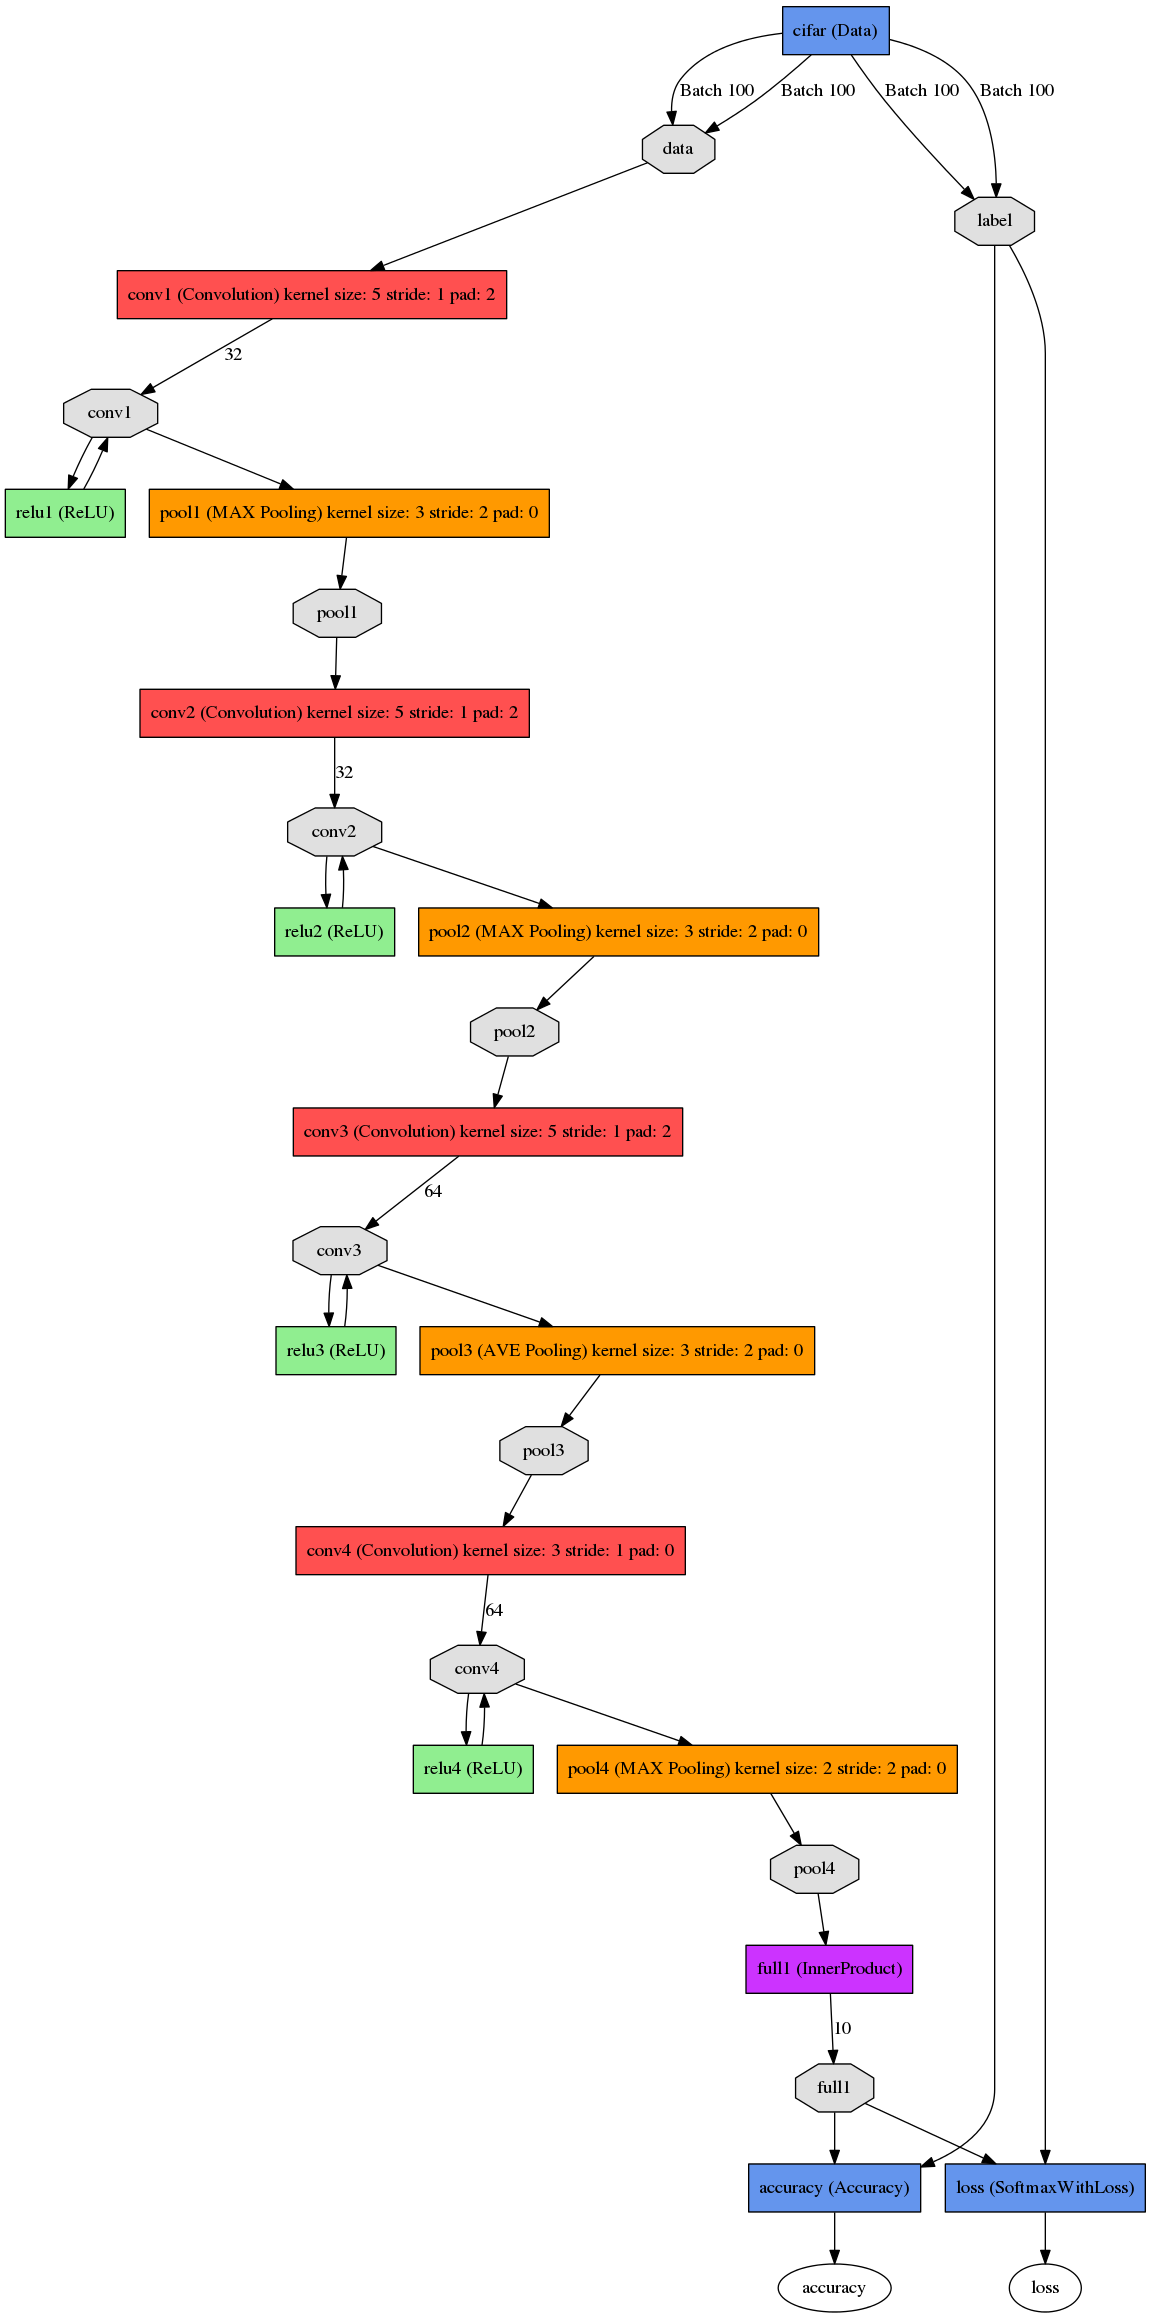 cifar (Data)
Batch 100
Batch 100
Batch 100
Batch 100
data
label
conv1 (Convolution) kernel size: 5 stride: 1 pad: 2
32
conv1
relu1 (ReLU)
pool1 (MAX Pooling) kernel size: 3 stride: 2 pad: 0
pool1
conv2 (Convolution) kernel size: 5 stride: 1 pad: 2
32
conv2
relu2 (ReLU)
pool2 (MAX Pooling) kernel size: 3 stride: 2 pad: 0
pool2
conv3 (Convolution) kernel size: 5 stride: 1 pad: 2
64
conv3
relu3 (ReLU)
pool3 (AVE Pooling) kernel size: 3 stride: 2 pad: 0
pool3
conv4 (Convolution) kernel size: 3 stride: 1 pad: 0
64
conv4
relu4 (ReLU)
pool4 (MAX Pooling) kernel size: 2 stride: 2 pad: 0
pool4
full1 (InnerProduct)
10
full1
accuracy (Accuracy)
loss (SoftmaxWithLoss)
accuracy
loss